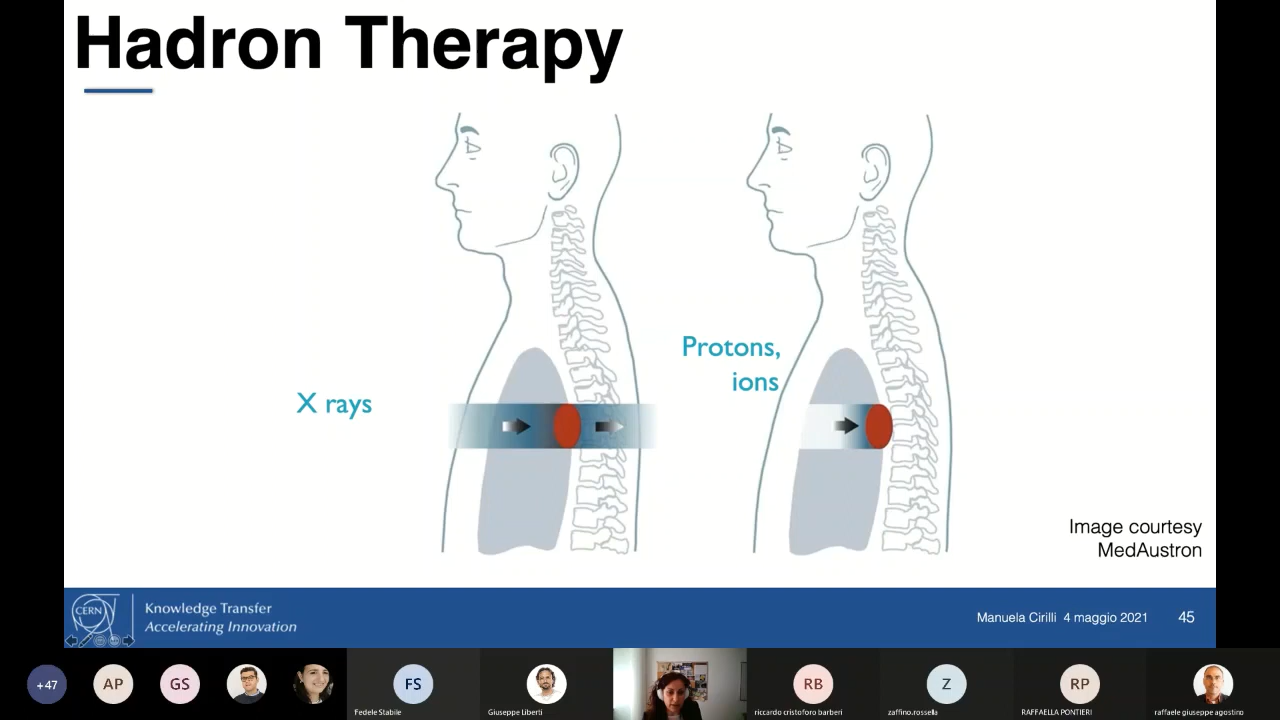 Hadron Therapy
Protons,
ions
X rays
Image courtesy
MedAustron
CERN
Knowledge Transfer
Accelerating Innovation
Manuela Cirilli 4 maggio 2021
45
+47
AP
GS
FS
RB
Z
RP
Fedele Stabile
Giuseppe Liberti
riccardo cristoforo barberi
zaffino.rossella
RAFFAELLA PONTIERI
raffaele giuseppe agostino